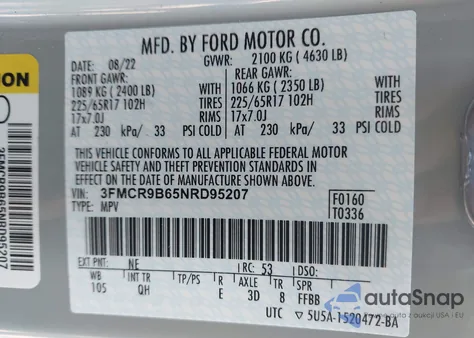 MFD. BY FORD MOTOR CO.
DATE: 08/22 GVWR: 2100 KG (4630 LB)
FRONT GAWR: REAR GAWR:
1089 KG (2400 LB) WITH 1066 KG (2350 LB) WITH
225/65R17 102H TIRES 225/65R17 102H TIRES
17x7.0J RIMS 17x7.0J RIMS
AT 230 kPa/ 33 PSI COLD AT 230 kPa/ 33 PSI COLD
THIS VEHICLE CONFORMS TO ALL APPLICABLE FEDERAL MOTOR
VEHICLE SAFETY AND THEFT PREVENTION STANDARDS IN EFFECT
ON THE DATE OF MANUFACTURE SHOWN ABOVE.
VIN: 3FMCR9B65NRD95207 F0160
TYPE: MPV T0336
EXT PNT: NE RC: 53 DSO:
WB INT TR TP/PS R AXLE TR SPR
105 QH E 3D 8 FFBB
UTC ▽ 5U5A-1520472-BA
3FMCR9B65NRD95207
autoSnap
Dostawca aukcji z USA i EU